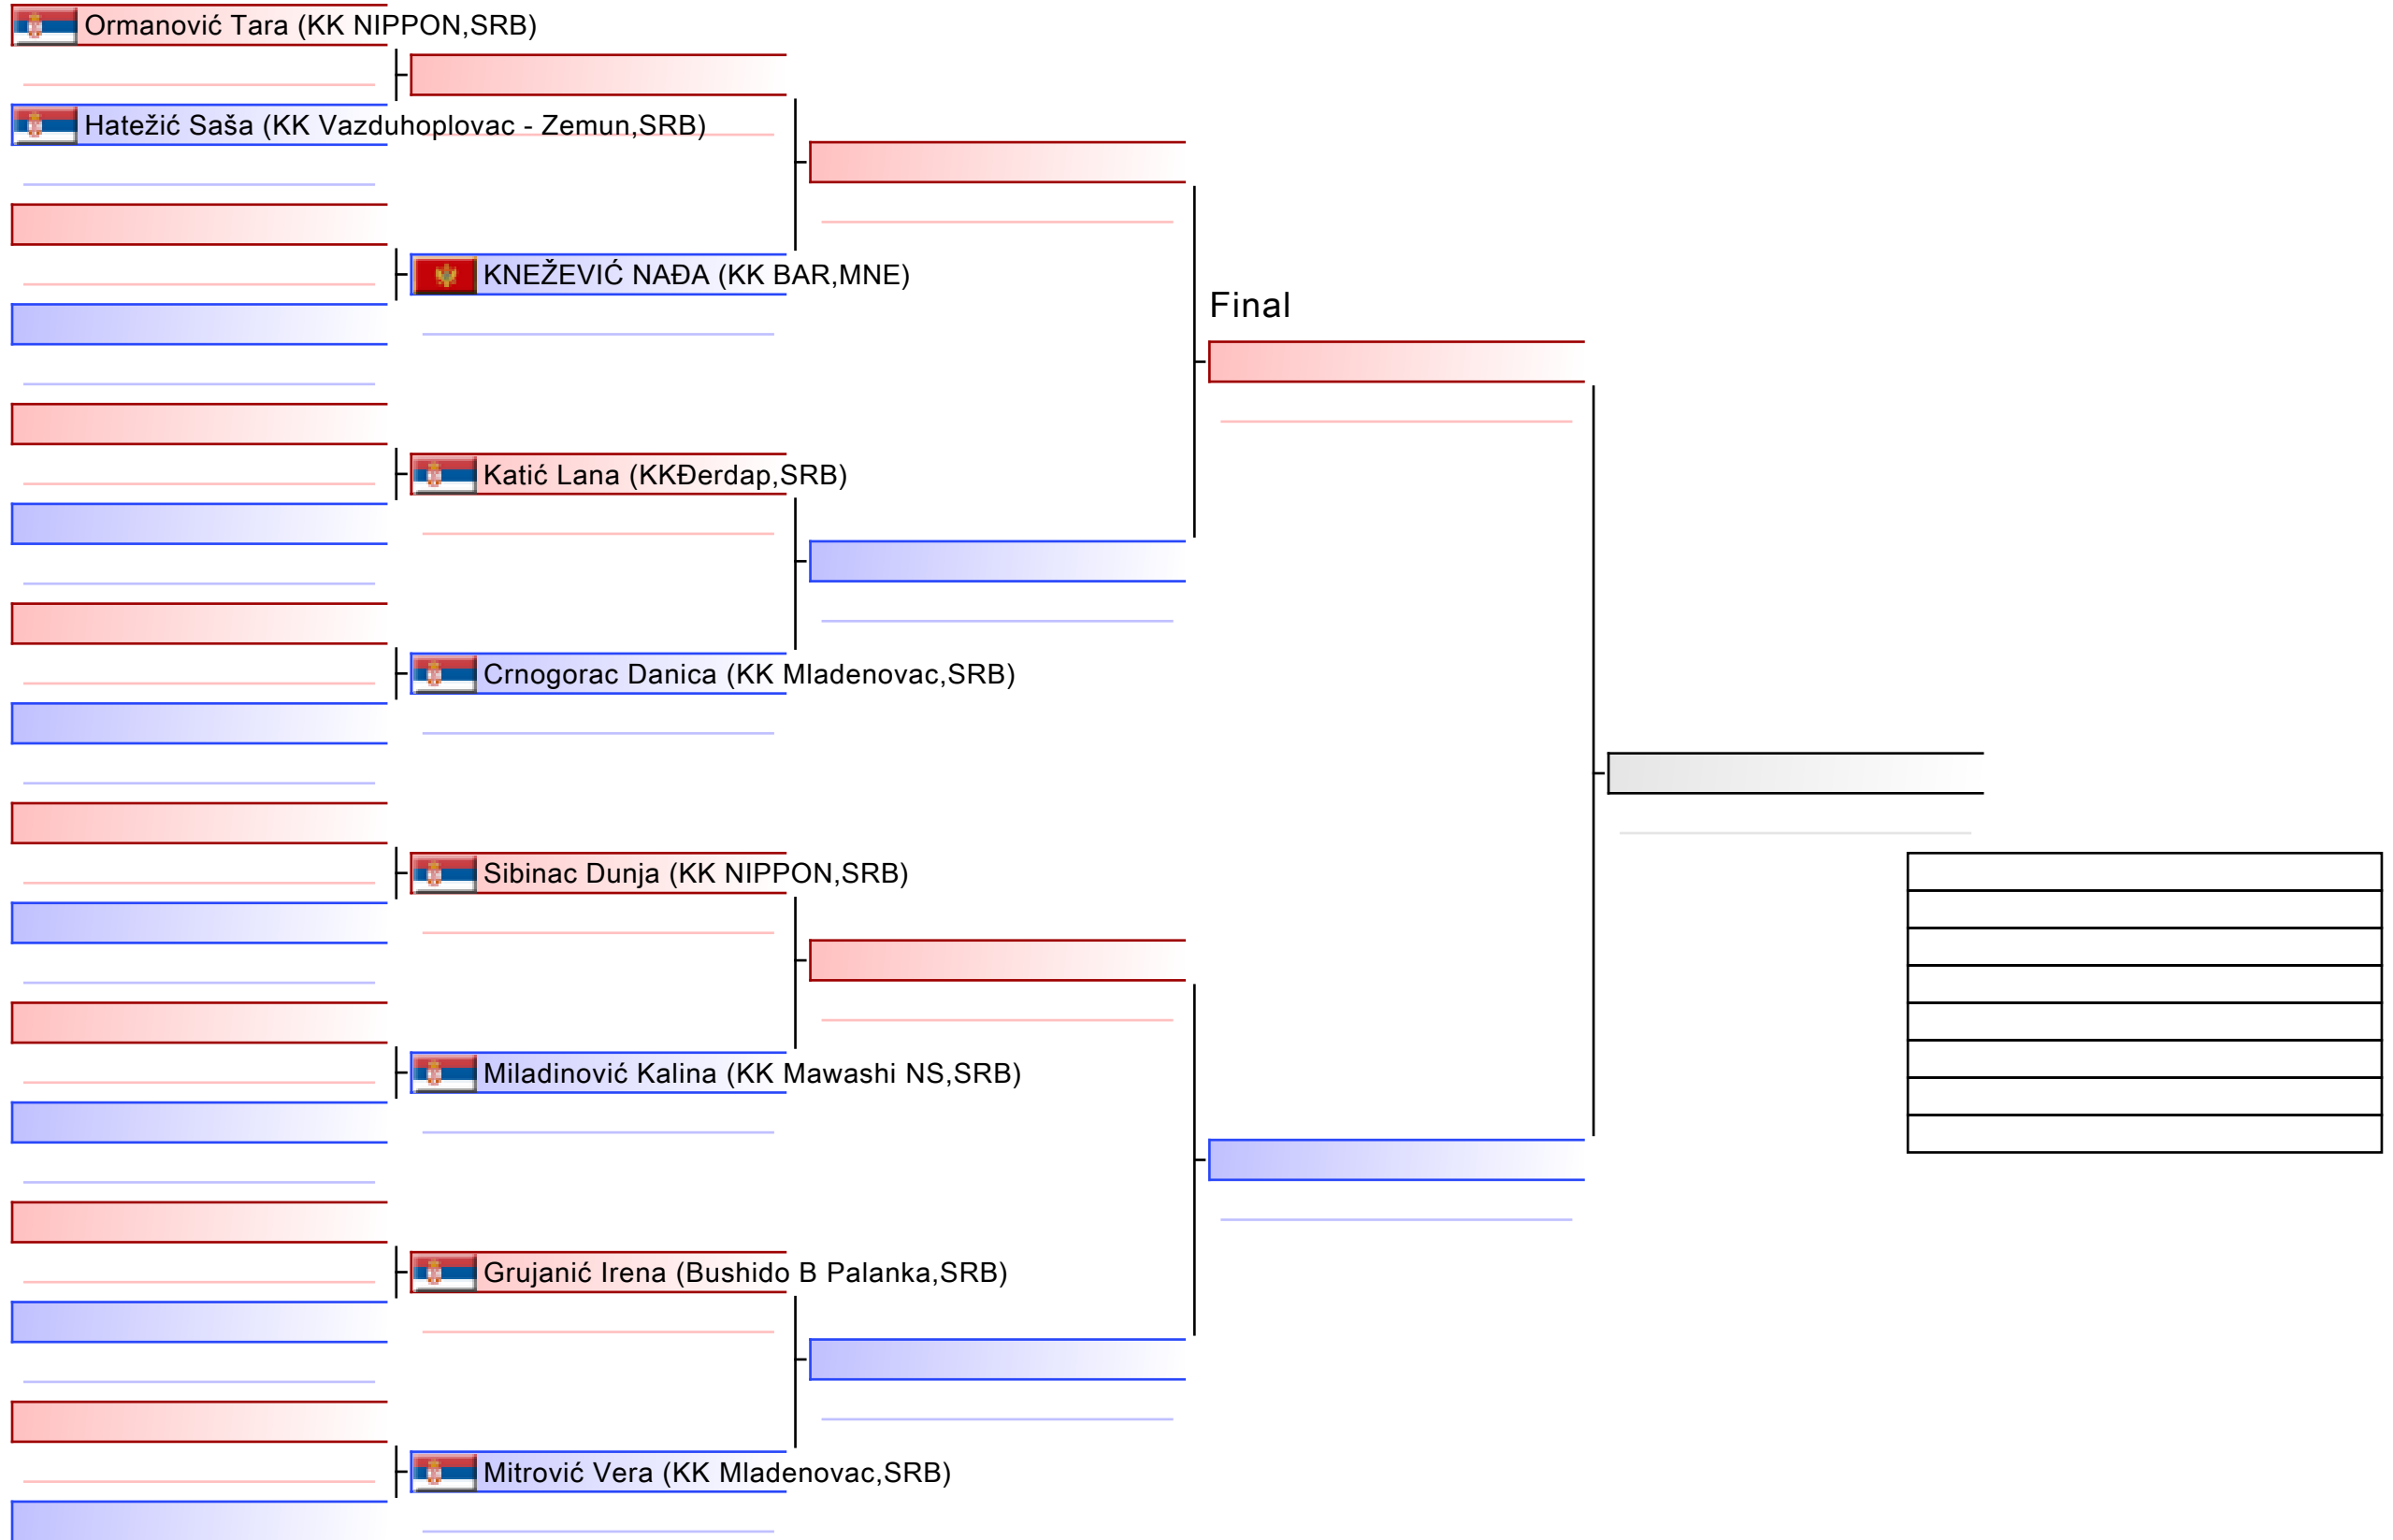 Ormanović Tara (KK NIPPON,SRB)
Hatežić Saša (KK Vazduhoplovac - Zemun,SRB)
KNEŽEVIĆ NAĐA (KK BAR,MNE)
Final
Katić Lana (KKĐerdap,SRB)
Crnogorac Danica (KK Mladenovac,SRB)
Sibinac Dunja (KK NIPPON,SRB)
Miladinović Kalina (KK Mawashi NS,SRB)
Grujanić Irena (Bushido B Palanka,SRB)
Mitrović Vera (KK Mladenovac,SRB)